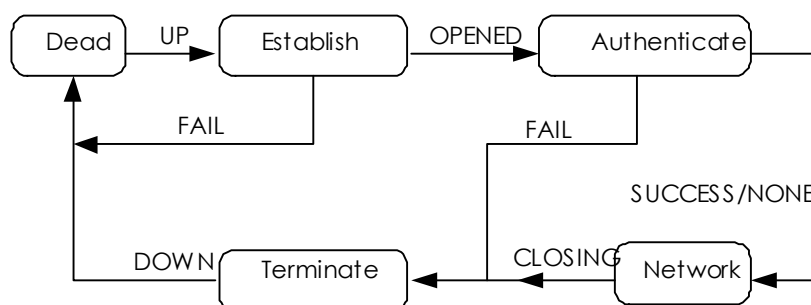 Dead
UP
Establish
OPENED
Authenticate
FAIL
FAIL
SUCCESS/NONE
DOWN
Terminate
CLOSING
Network